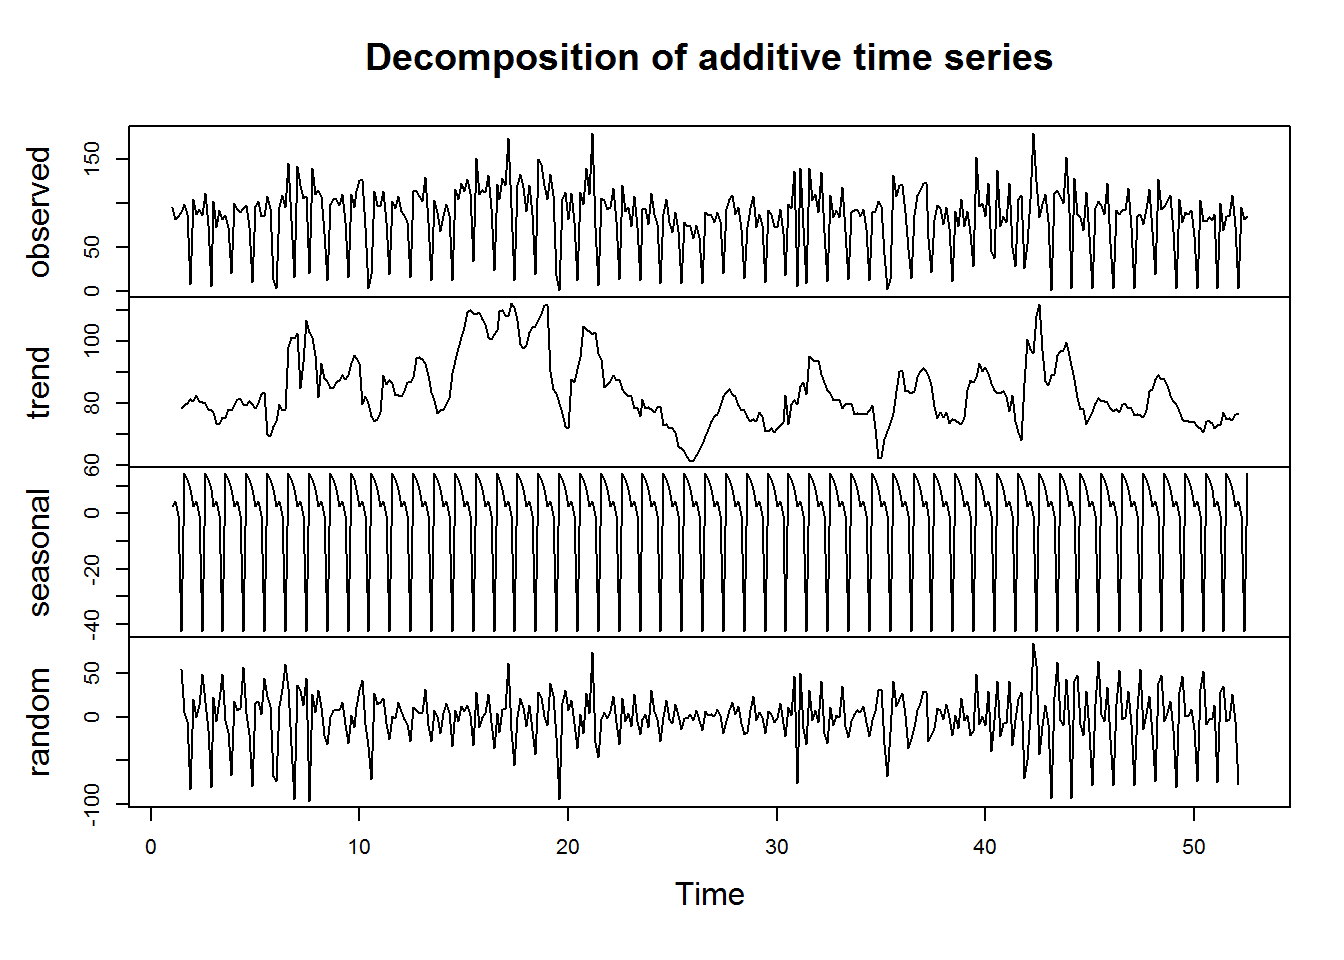 Decomposition of additive time series
observed
0 50 150
trend
60 80 100
seasonal
-40 -20 0
random
-100 0 50
0 10 20 30 40 50
Time